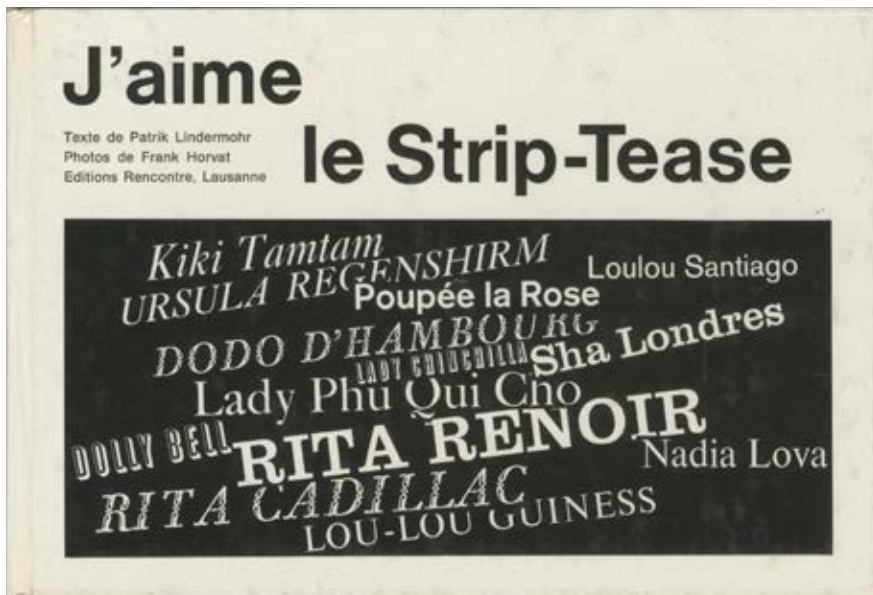 J'aime
le Strip-Tease
Texte de Patrik Lindermohr
Photos de Frank Horvat
Editions Rencontre, Lausanne
Kiki Tamtam
URSULA REGENSHIRM
Loulou Santiago
Poupée la Rose
DODO D'HAMBOURG
LADY CHINCHILLA
Sha Londres
Lady Phu Qui Cho
DOLLY BELL
RITA RENOIR
Nadia Lova
RITA CADILLAC
LOU-LOU GUINESS